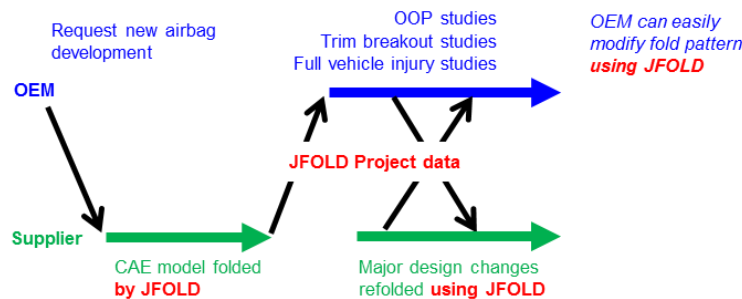 Request new airbag
development
OOP studies
Trim breakout studies
Full vehicle injury studies
OEM can easily
modify fold pattern
using JFOLD
OEM
JFOLD Project data
Supplier
CAE model folded
by JFOLD
Major design changes
refolded using JFOLD